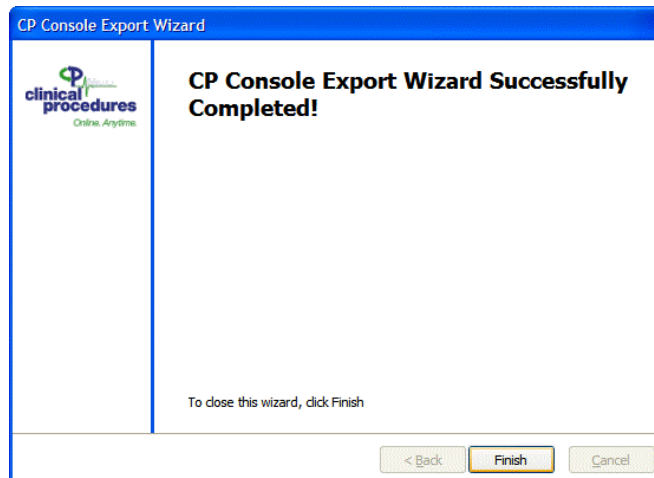 CP Console Export Wizard
CP
clinical
procedures
Online. Anytime.
CP Console Export Wizard Successfully
Completed!
To close this wizard, click Finish
< Back
Finish
Cancel